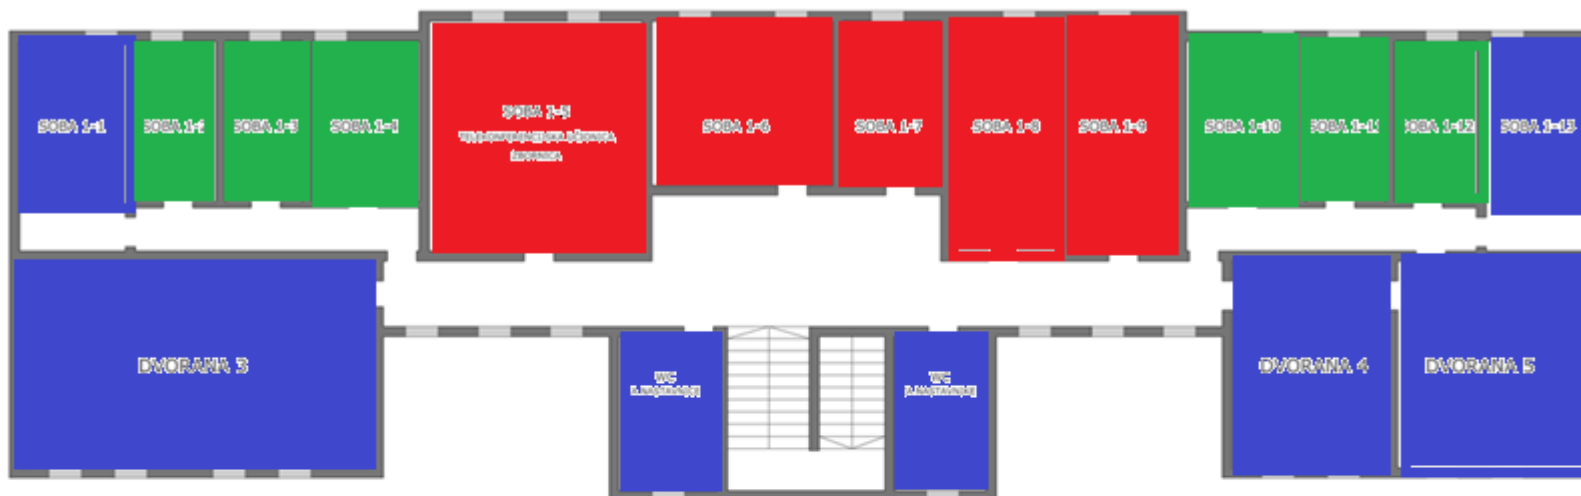 SOBA 1-1
SOBA 1-2
SOBA 1-3
SOBA 1-4
SOBA 1-5
ZBORNICA
SOBA 1-6
SOBA 1-7
SOBA 1-8
SOBA 1-9
SOBA 1-10
SOBA 1-11
SOBA 1-12
SOBA 1-13
DVORANA 3
WC
WC
DVORANA 4
DVORANA 5